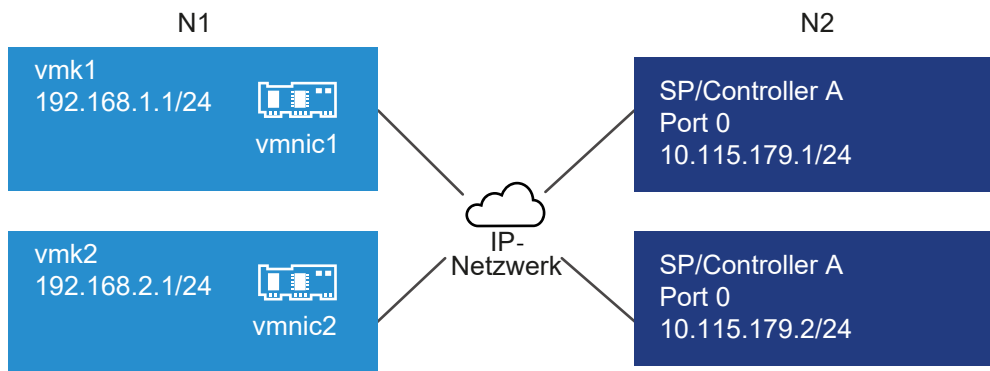 N1
N2
vmk1
192.168.1.1/24
vmnic1
SP/Controller A
Port 0
10.115.179.1/24
IP-
Netzwerk
vmk2
192.168.2.1/24
vmnic2
SP/Controller A
Port 0
10.115.179.2/24